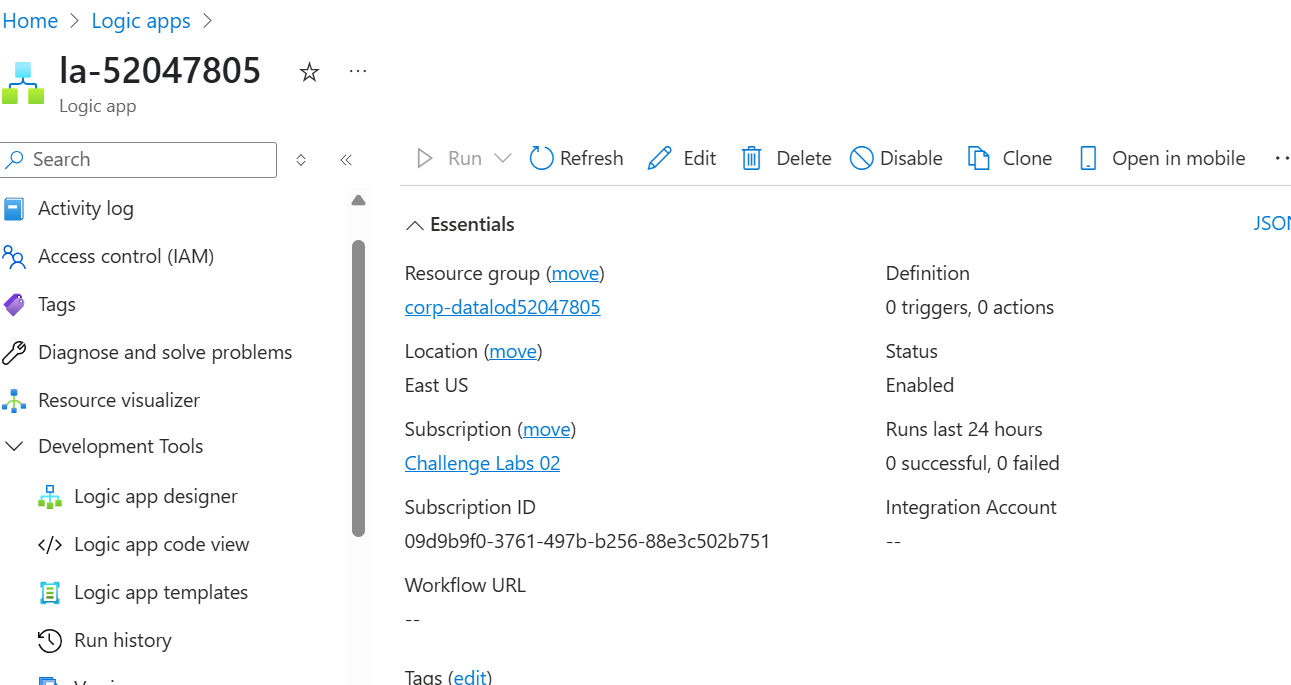 Home > Logic apps >
la-52047805
Logic app
Search
Run Refresh Edit Delete Disable Clone Open in mobile
Activity log
Access control (IAM)
Tags
Diagnose and solve problems
Resource visualizer
Development Tools
Logic app designer
Logic app code view
Logic app templates
Run history
Essentials
Resource group (move)
corp-datalod52047805
Location (move)
East US
Subscription (move)
Challenge Labs 02
Subscription ID
09d9b9f0-3761-497b-b256-88e3c502b751
Workflow URL
--
Tags (edit)
Definition
0 triggers, 0 actions
Status
Enabled
Runs last 24 hours
0 successful, 0 failed
Integration Account
--